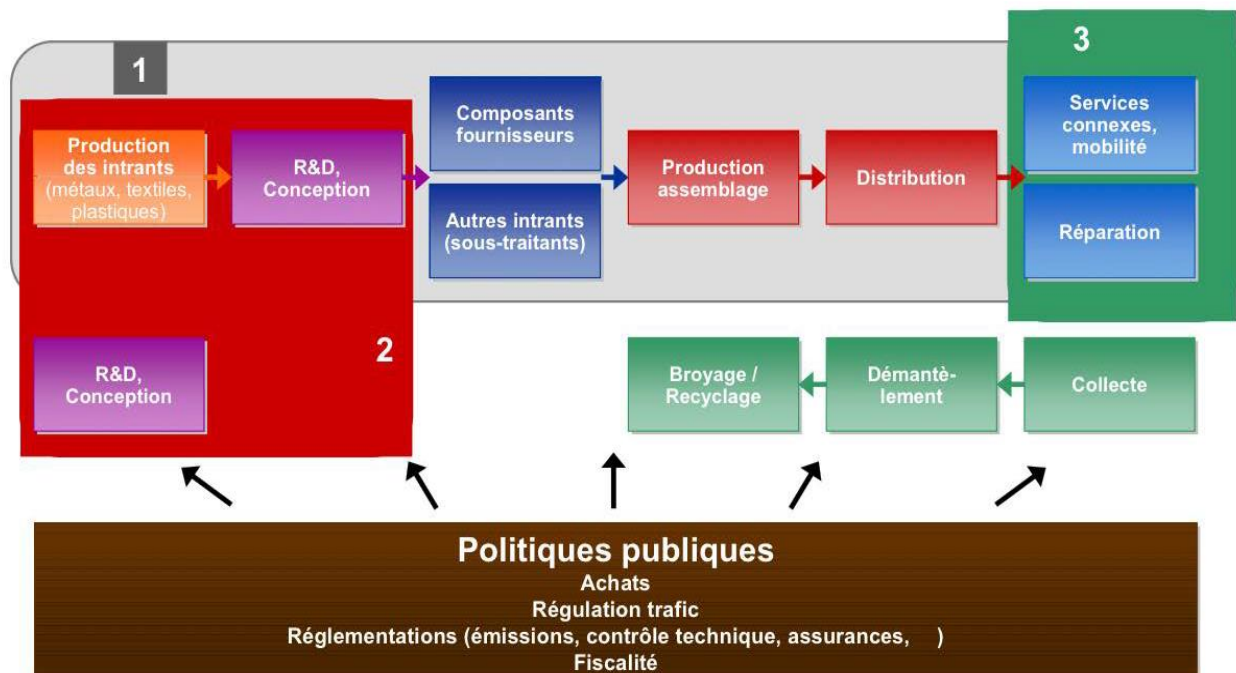 1
3
Production
des intrants
(métaux, textiles,
plastiques)
R&D,
Conception
Composants
fournisseurs
Autres intrants
(sous-traitants)
Production
assemblage
Distribution
Services
connexes,
mobilité
Réparation
2
R&D,
Conception
Broyage /
Recyclage
Démantè-
lement
Collecte
Politiques publiques
Achats
Régulation trafic
Réglementations (émissions, contrôle technique, assurances, )
Fiscalité